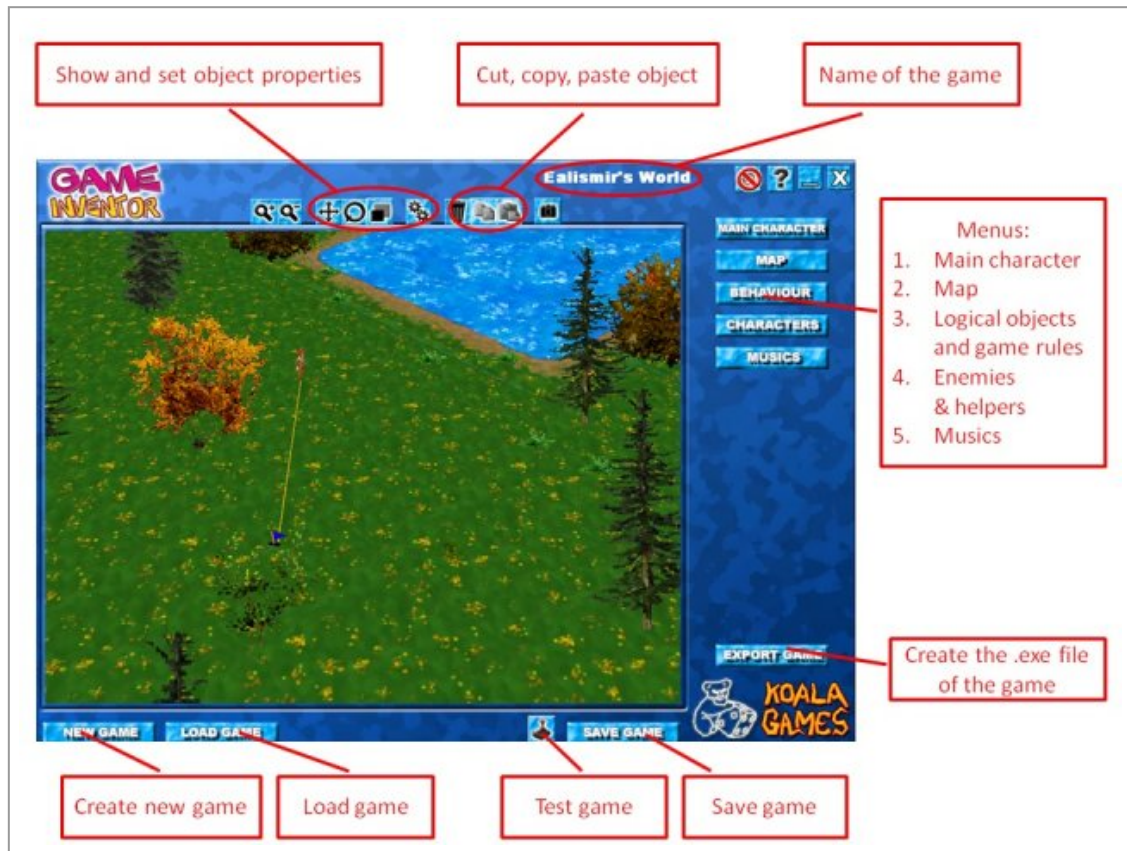 Show and set object properties
Cut, copy, paste object
Name of the game
GAME
INVENTOR
Ealismir's World
?
X
MAIN CHARACTER
MAP
BEHAVIOUR
CHARACTERS
MUSICS
Menus:
1. Main character
2. Map
3. Logical objects
and game rules
4. Enemies
& helpers
5. Musics
EXPORT GAME
Create the .exe file
of the game
KOALA
GAMES
NEW GAME
LOAD GAME
SAVE GAME
Create new game
Load game
Test game
Save game